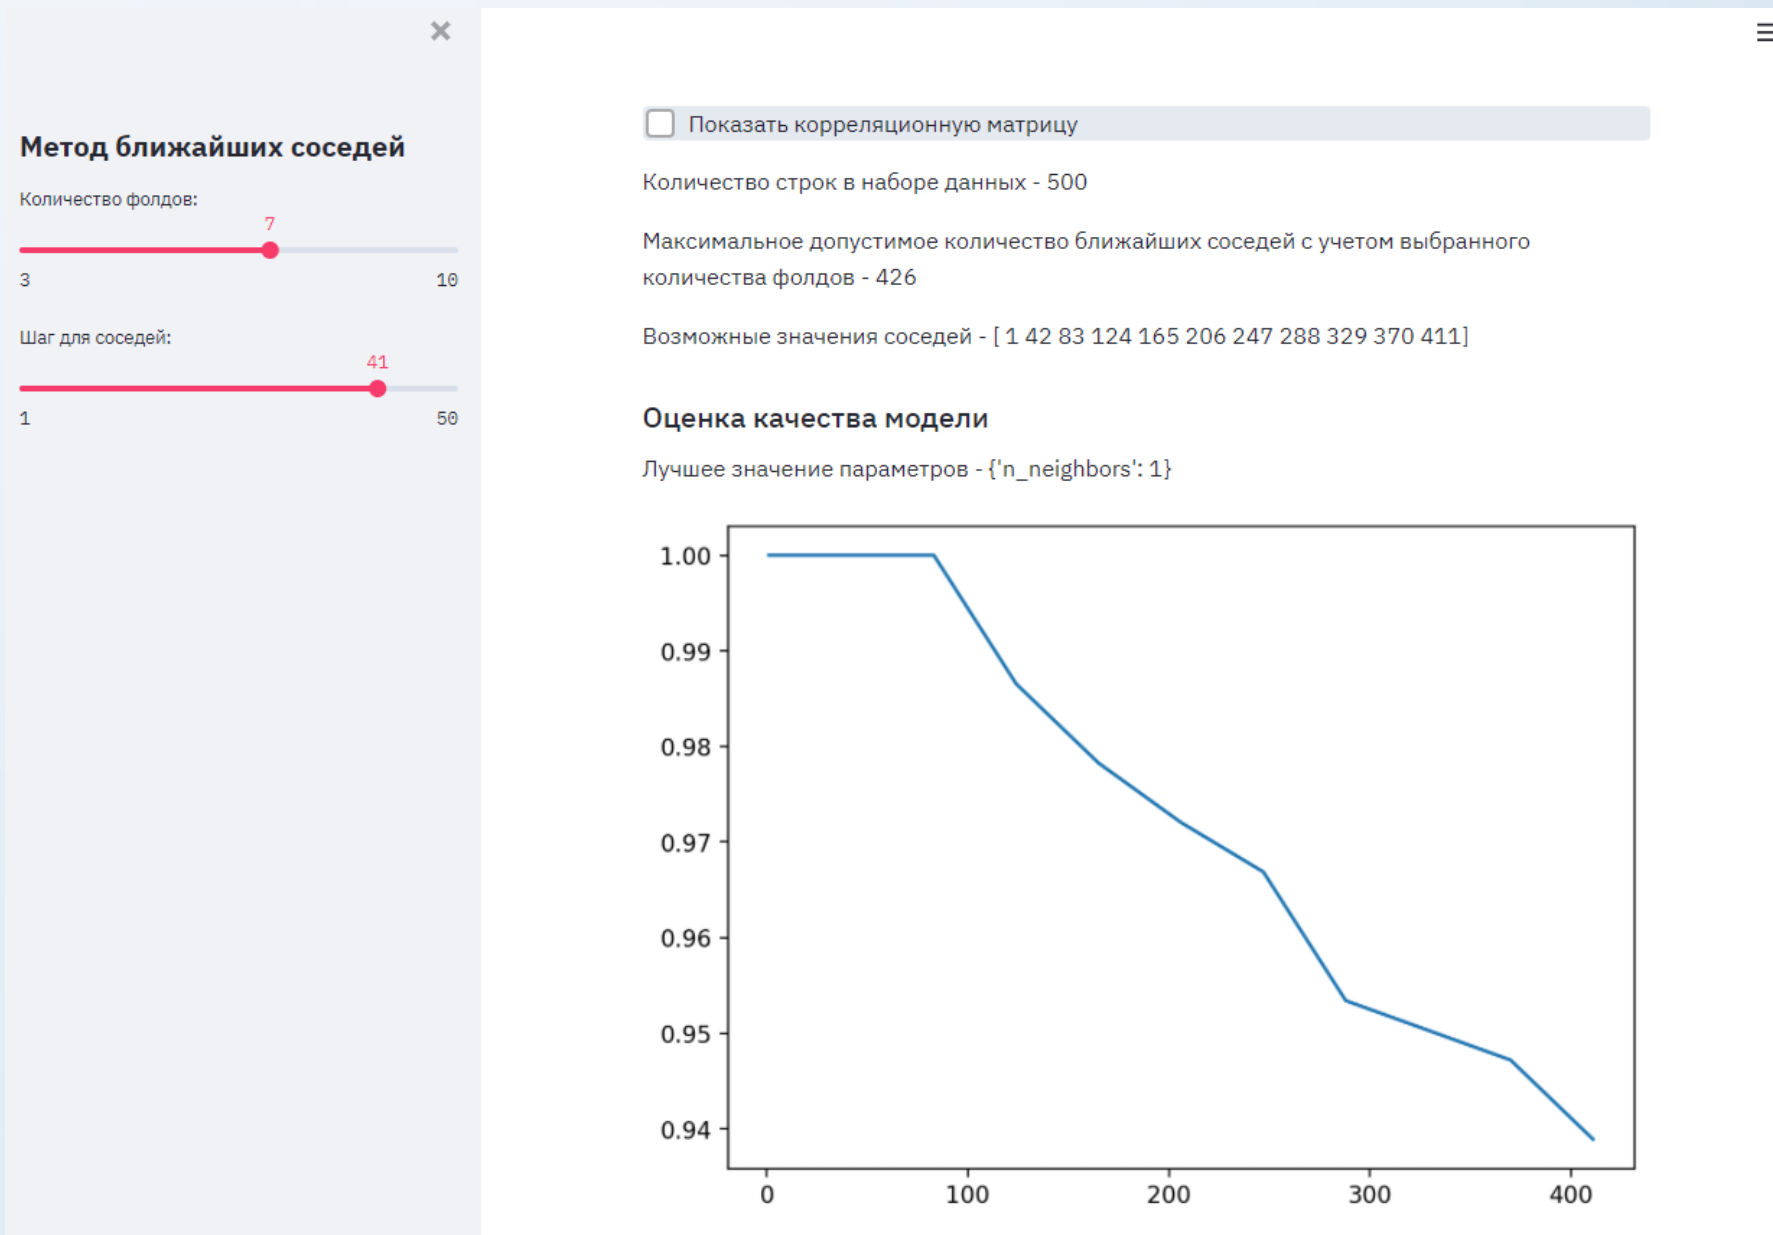 Метод ближайших соседей
Количество фолдов:
7
3 10
Шаг для соседей:
41
1 50
Показать корреляционную матрицу
Количество строк в наборе данных - 500
Максимальное допустимое количество ближайших соседей с учетом выбранного
количества фолдов - 426
Возможные значения соседей - [ 1 42 83 124 165 206 247 288 329 370 411]
Оценка качества модели
Лучшее значение параметров - {'n_neighbors': 1}
1.00
0.99
0.98
0.97
0.96
0.95
0.94
0 100 200 300 400